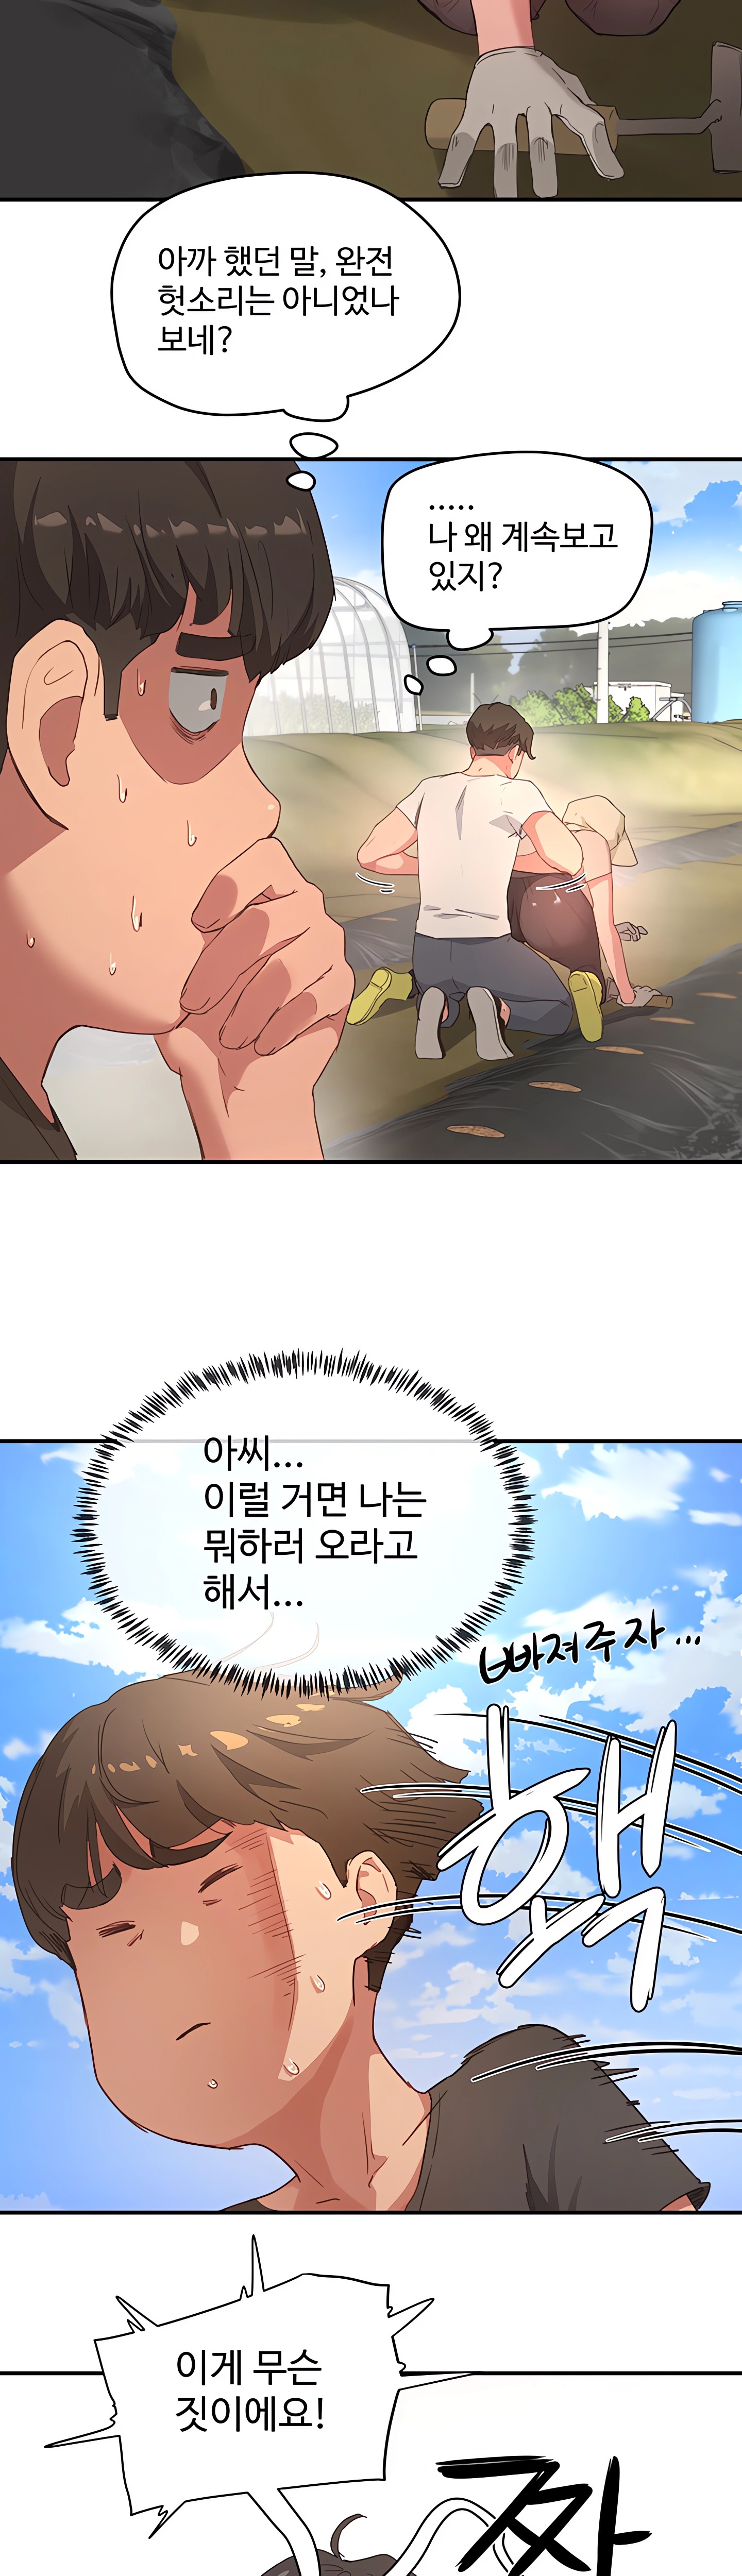 아까 했던 말, 완전
헛소리는 아니었나
보네?
.....
나 왜 계속보고
있지?
아씨...
이럴 거면 나는
뭐하러 오라고
해서...
빠져주자...
핵
이게 무슨
짓이에요!
짝